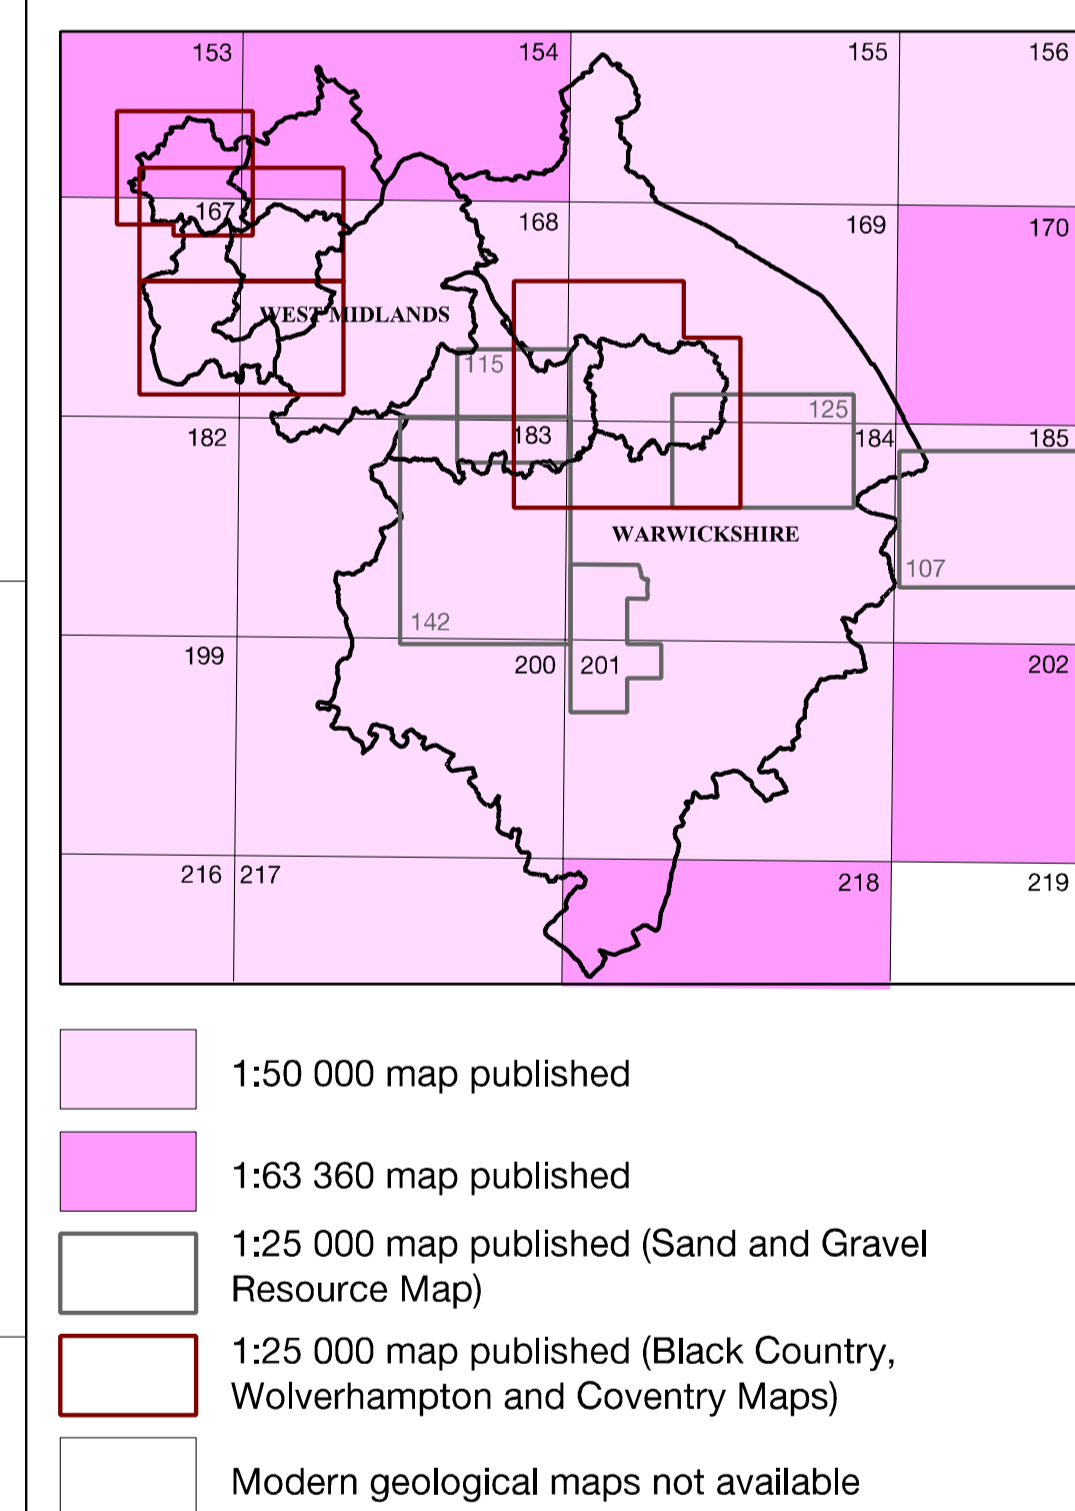 153 154 155 156
167 168 169 170
WEST MIDLANDS
115
125
182 183 184 185
WARWICKSHIRE
107
142
199 200 201 202
216 217 218 219
1:50 000 map published
1:63 360 map published
1:25 000 map published (Sand and Gravel
Resource Map)
1:25 000 map published (Black Country,
Wolverhampton and Coventry Maps)
Modern geological maps not available